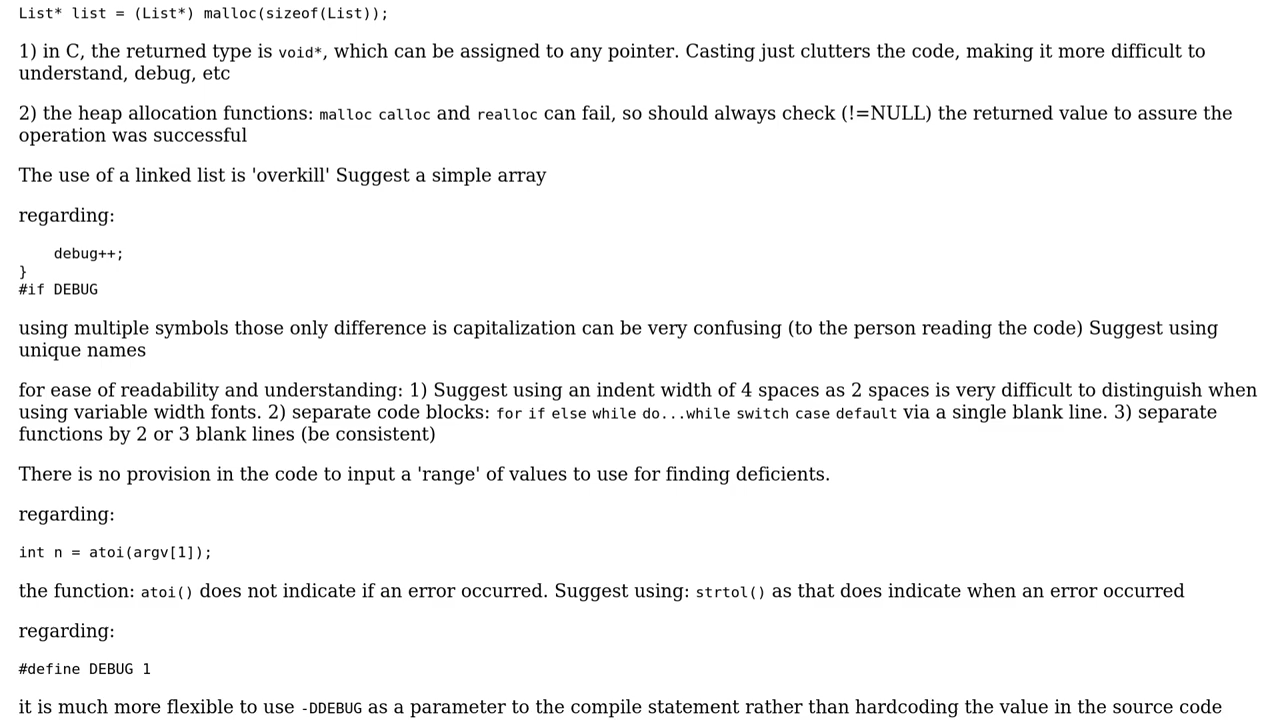 List* list = (List*) malloc(sizeof(List));
1) in C, the returned type is void*, which can be assigned to any pointer. Casting just clutters the code, making it more difficult to
understand, debug, etc
2) the heap allocation functions: malloc calloc and realloc can fail, so should always check (!=NULL) the returned value to assure the
operation was successful
The use of a linked list is 'overkill' Suggest a simple array
regarding:
    debug++;
}
#if DEBUG
using multiple symbols those only difference is capitalization can be very confusing (to the person reading the code) Suggest using
unique names
for ease of readability and understanding: 1) Suggest using an indent width of 4 spaces as 2 spaces is very difficult to distinguish when
using variable width fonts. 2) separate code blocks: for if else while do...while switch case default via a single blank line. 3) separate
functions by 2 or 3 blank lines (be consistent)
There is no provision in the code to input a 'range' of values to use for finding deficients.
regarding:
int n = atoi(argv[1]);
the function: atoi() does not indicate if an error occurred. Suggest using: strtol() as that does indicate when an error occurred
regarding:
#define DEBUG 1
it is much more flexible to use -DDEBUG as a parameter to the compile statement rather than hardcoding the value in the source code